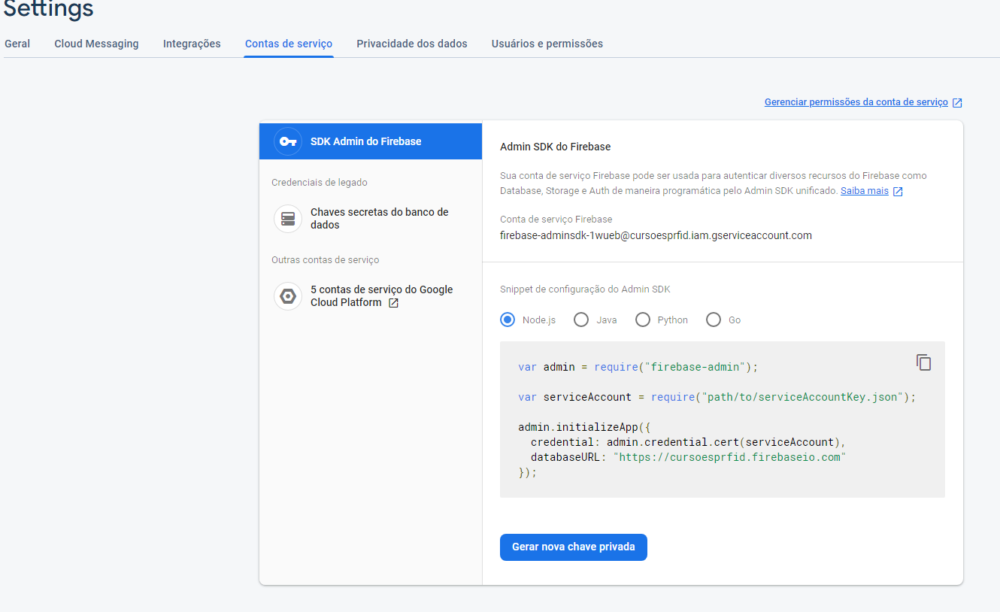 Settings
Geral Cloud Messaging Integrações Contas de serviço Privacidade dos dados Usuários e permissões
Gerenciar permissões da conta de serviço
SDK Admin do Firebase
Credenciais de legado
Chaves secretas do banco de
dados
Outras contas de serviço
5 contas de serviço do Google
Cloud Platform
Admin SDK do Firebase
Sua conta de serviço Firebase pode ser usada para autenticar diversos recursos do Firebase como
Database, Storage e Auth de maneira programática pelo Admin SDK unificado. Saiba mais
Conta de serviço Firebase
firebase-adminsdk-1wueb@cursoesprfid.iam.gserviceaccount.com
Snippet de configuração do Admin SDK
Node.js Java Python Go
var admin = require("firebase-admin");
var serviceAccount = require("path/to/serviceAccountKey.json");
admin.initializeApp({
  credential: admin.credential.cert(serviceAccount),
  databaseURL: "https://cursoesprfid.firebaseio.com"
});
Gerar nova chave privada